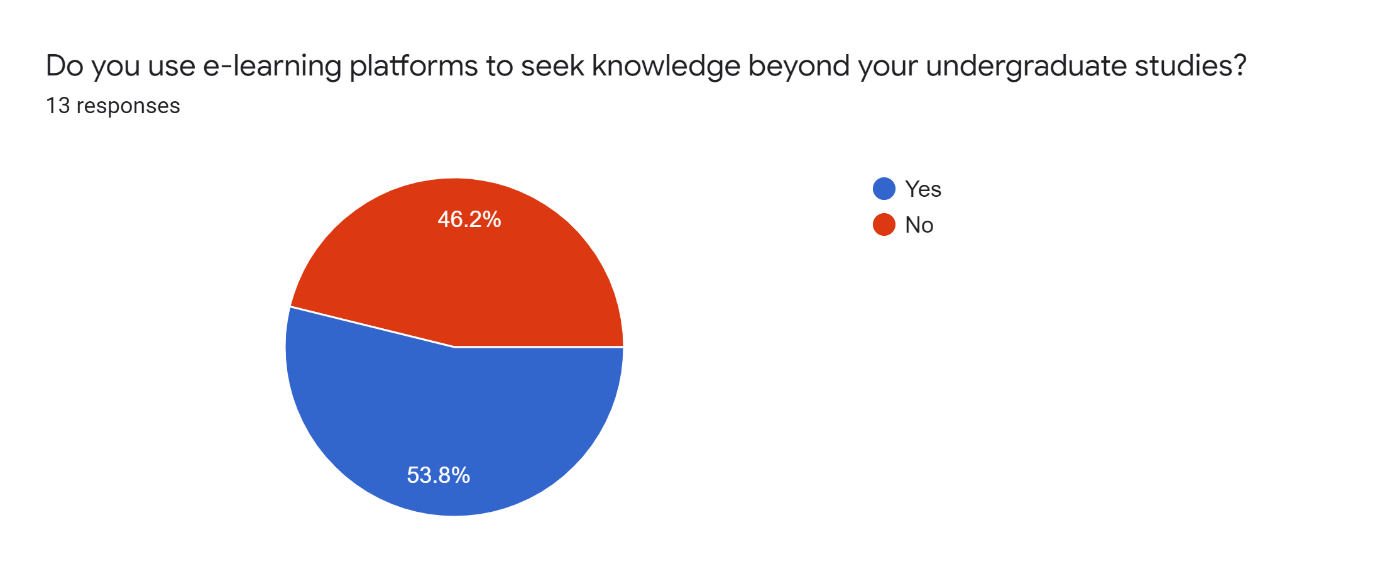 Do you use e-learning platforms to seek knowledge beyond your undergraduate studies?
13 responses
46.2%
53.8%
Yes
No